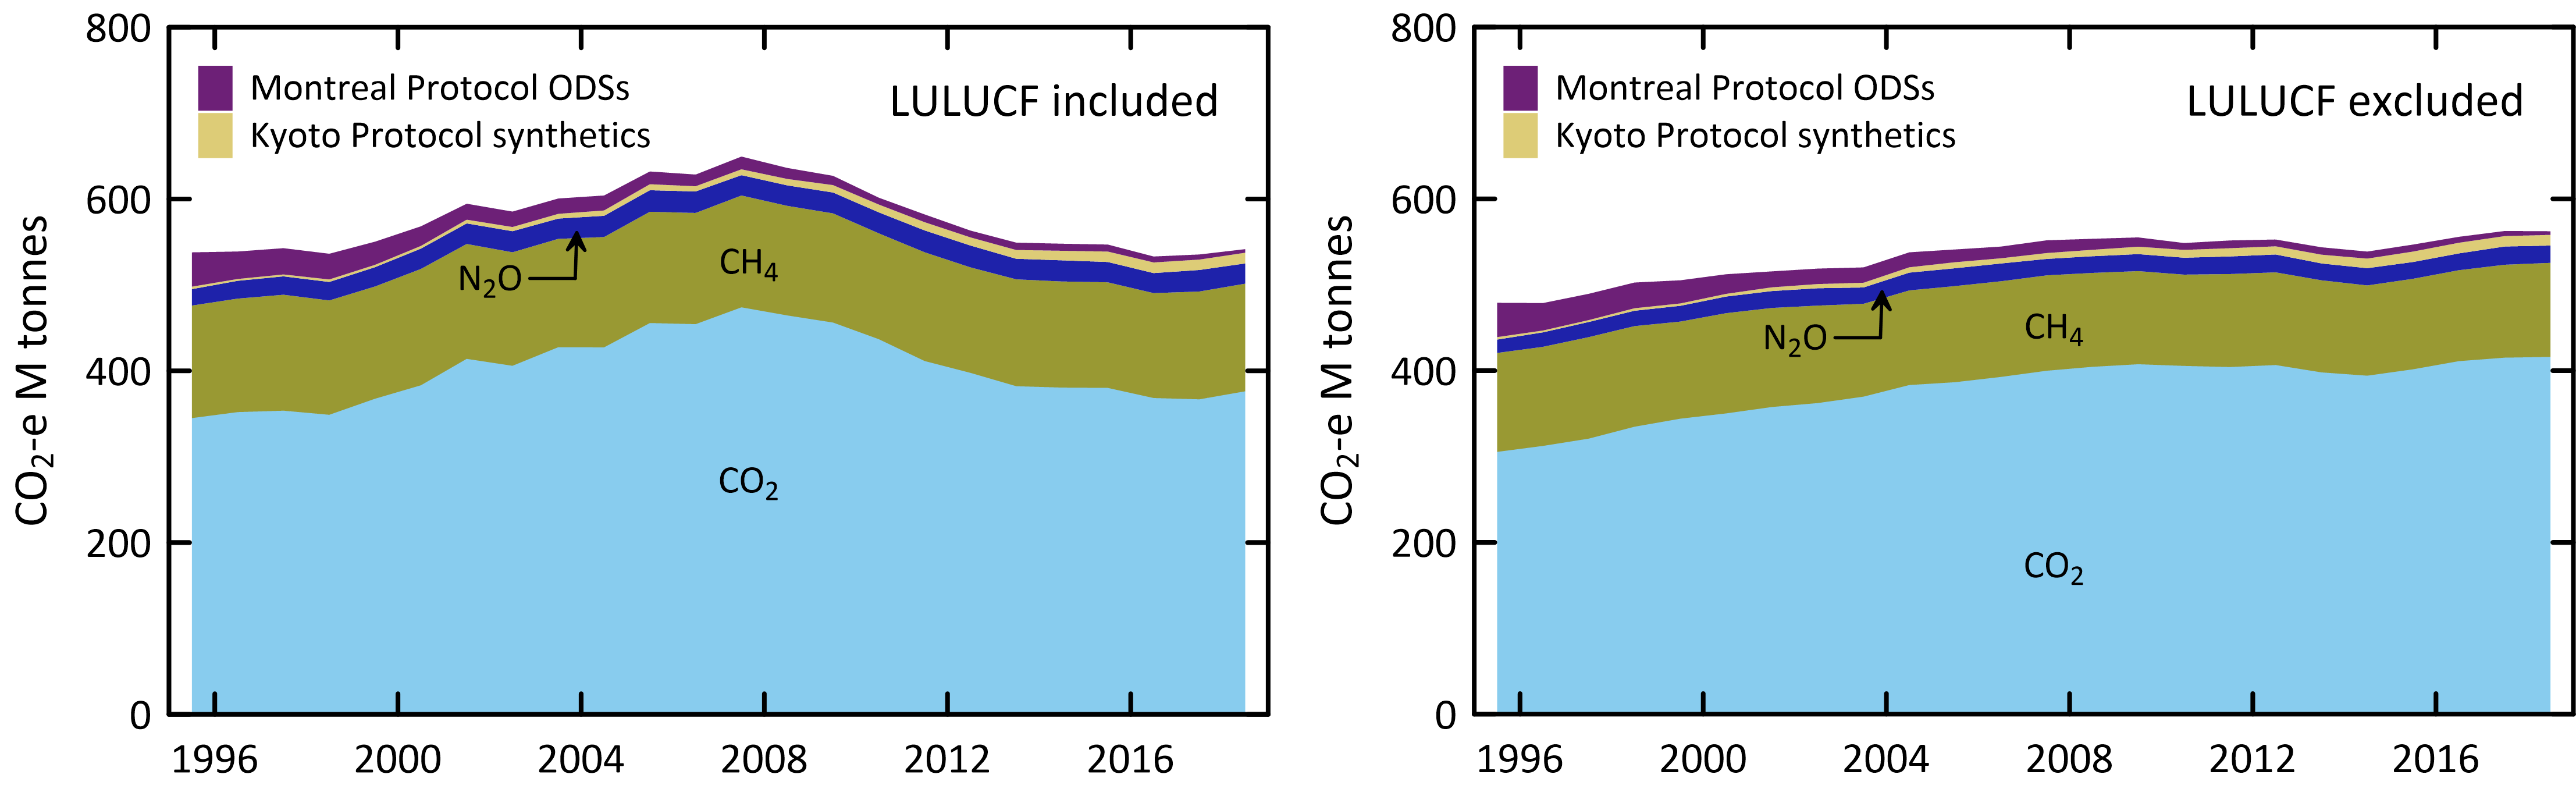 CO₂-e M tonnes
800
600
400
200
0
Montreal Protocol ODSs
Kyoto Protocol synthetics
LULUCF included
N₂O
CH₄
CO₂
1996 2000 2004 2008 2012 2016
CO₂-e M tonnes
800
600
400
200
0
Montreal Protocol ODSs
Kyoto Protocol synthetics
LULUCF excluded
N₂O
CH₄
CO₂
1996 2000 2004 2008 2012 2016